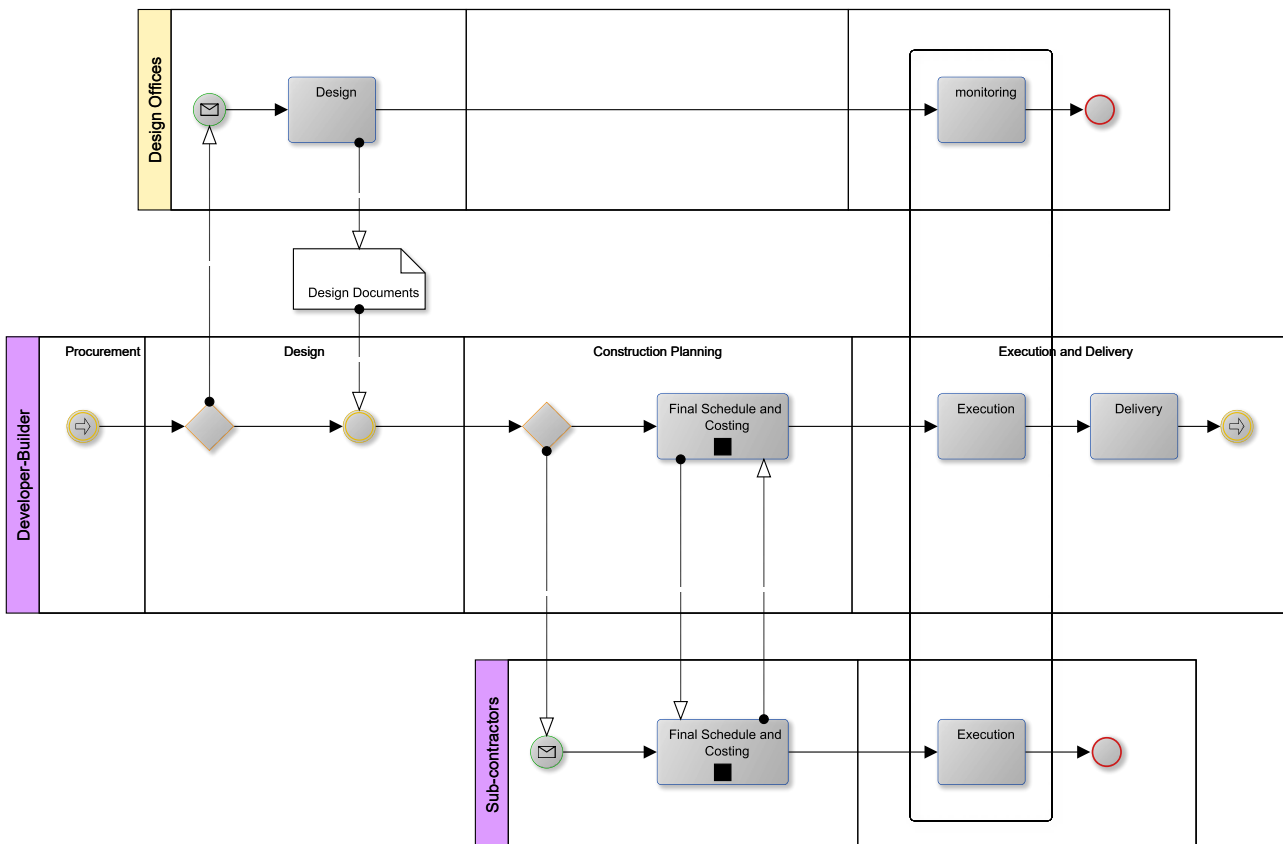 Design Offices
Design
monitoring
Design Documents
Developer-Builder
Procurement
Design
Construction Planning
Execution and Delivery
Final Schedule and
Costing
Execution
Delivery
Sub-contractors
Final Schedule and
Costing
Execution